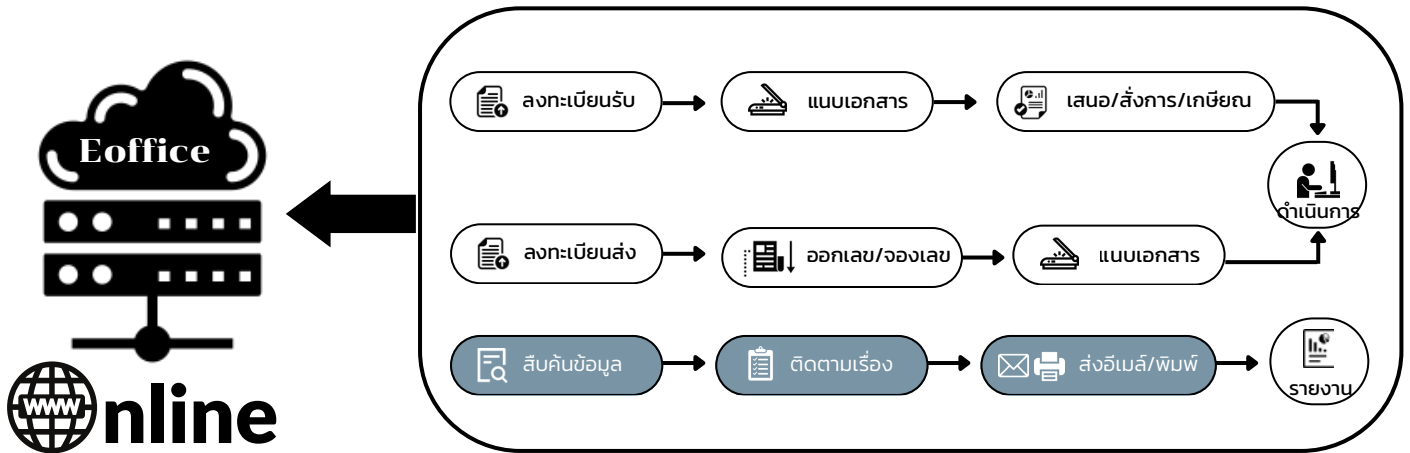 Eoffice
ลงทะเบียนรับ
แนบเอกสาร
เสนอ/สั่งการ/เกษียณ
ดำเนินการ
ลงทะเบียนส่ง
ออกเลข/จองเลข
แนบเอกสาร
สืบค้นข้อมูล
ติดตามเรื่อง
ส่งอีเมล์/พิมพ์
รายงาน
WWW
nline